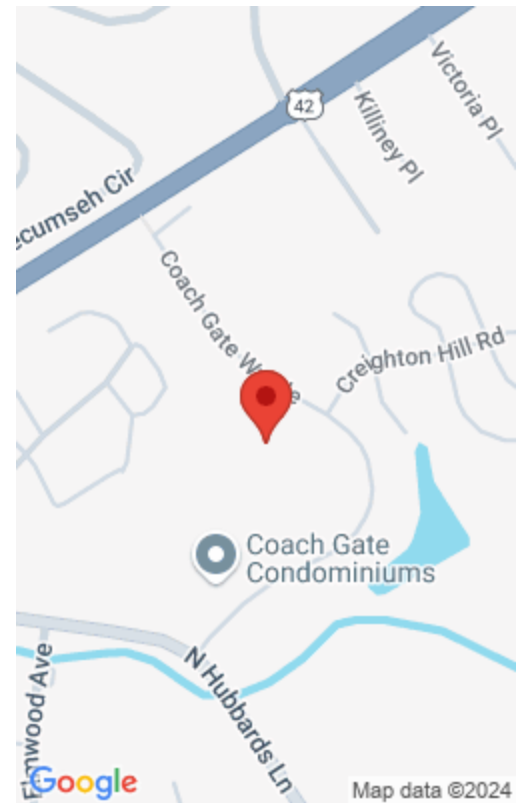 42
Victoria Pl
Killiney Pl
ecumseh Cir
Coach Gate W
e
Creighton Hill Rd
Coach Gate
Condominiums
N Hubbards Ln
Elmwood Ave
Google
Map data ©2024